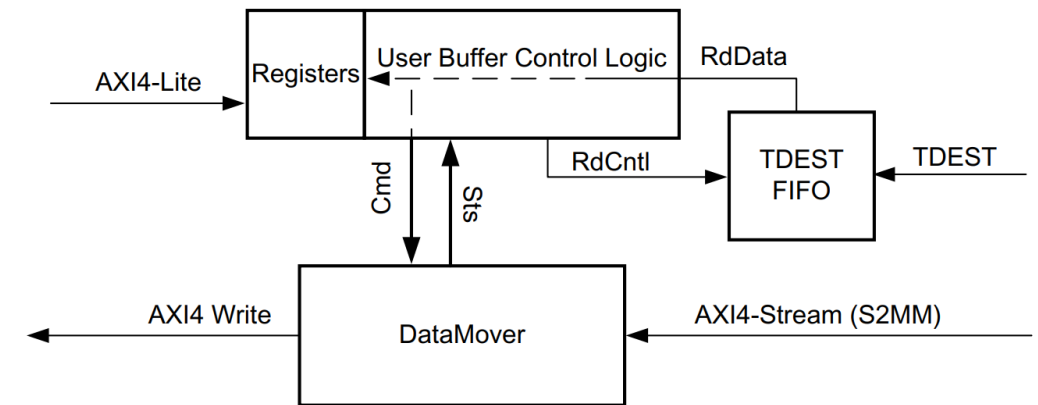 User Buffer Control Logic
RdData
Registers
AXI4-Lite
RdCntl
TDEST
FIFO
TDEST
Cmd
Sts
AXI4 Write
DataMover
AXI4-Stream (S2MM)